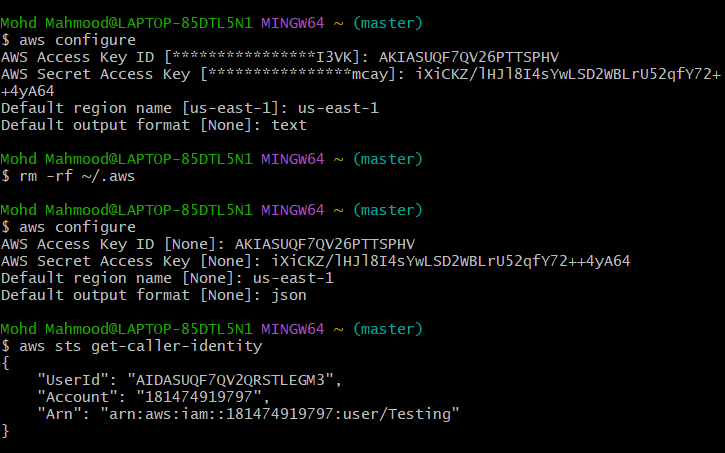 Mohd Mahmood@LAPTOP-85DTL5N1 MINGW64 ~ (master)
$ aws configure
AWS Access Key ID [****************I3VK]: AKIASUQF7QV26PTTSPHV
AWS Secret Access Key [****************mcay]: iXiCKZ/lHJl8I4sYwLSD2WBLrU52qfY72+
+4yA64
Default region name [us-east-1]: us-east-1
Default output format [None]: text
Mohd Mahmood@LAPTOP-85DTL5N1 MINGW64 ~ (master)
$ rm -rf ~/.aws
Mohd Mahmood@LAPTOP-85DTL5N1 MINGW64 ~ (master)
$ aws configure
AWS Access Key ID [None]: AKIASUQF7QV26PTTSPHV
AWS Secret Access Key [None]: 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
Default region name [None]: us-east-1
Default output format [None]: json
Mohd Mahmood@LAPTOP-85DTL5N1 MINGW64 ~ (master)
$ aws sts get-caller-identity
{
"UserId": "AIDASUQF7QV2QRSTLEGM3",
"Account": "181474919797",
"Arn": "arn:aws:iam::181474919797:user/Testing"
}